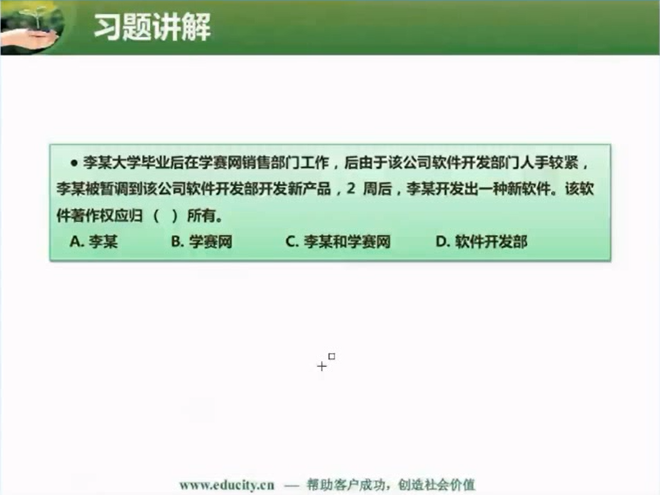 习题讲解
● 李某大学毕业后在学赛网销售部门工作，后由于该公司软件开发部门人手较紧，
李某被暂调到该公司软件开发部开发新产品，2 周后，李某开发出一种新软件。该软
件著作权应归（ ）所有。
A. 李某 B. 学赛网 C. 李某和学赛网 D. 软件开发部
www.educity.cn — 帮助客户成功，创造社会价值